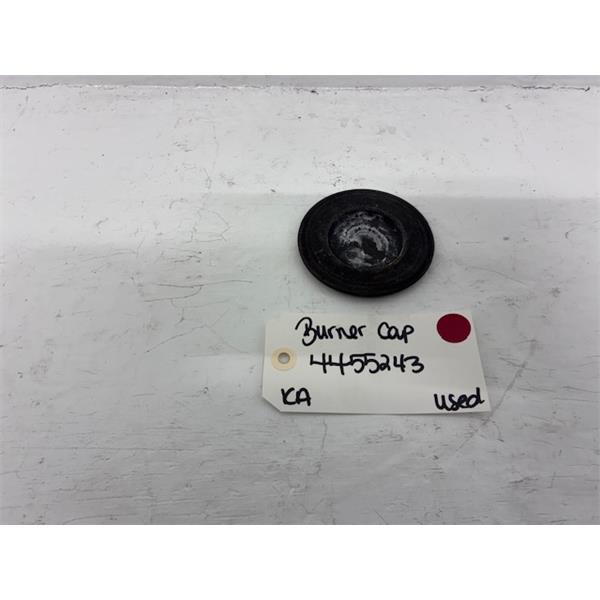 Burner Cap
4455243
KA
used